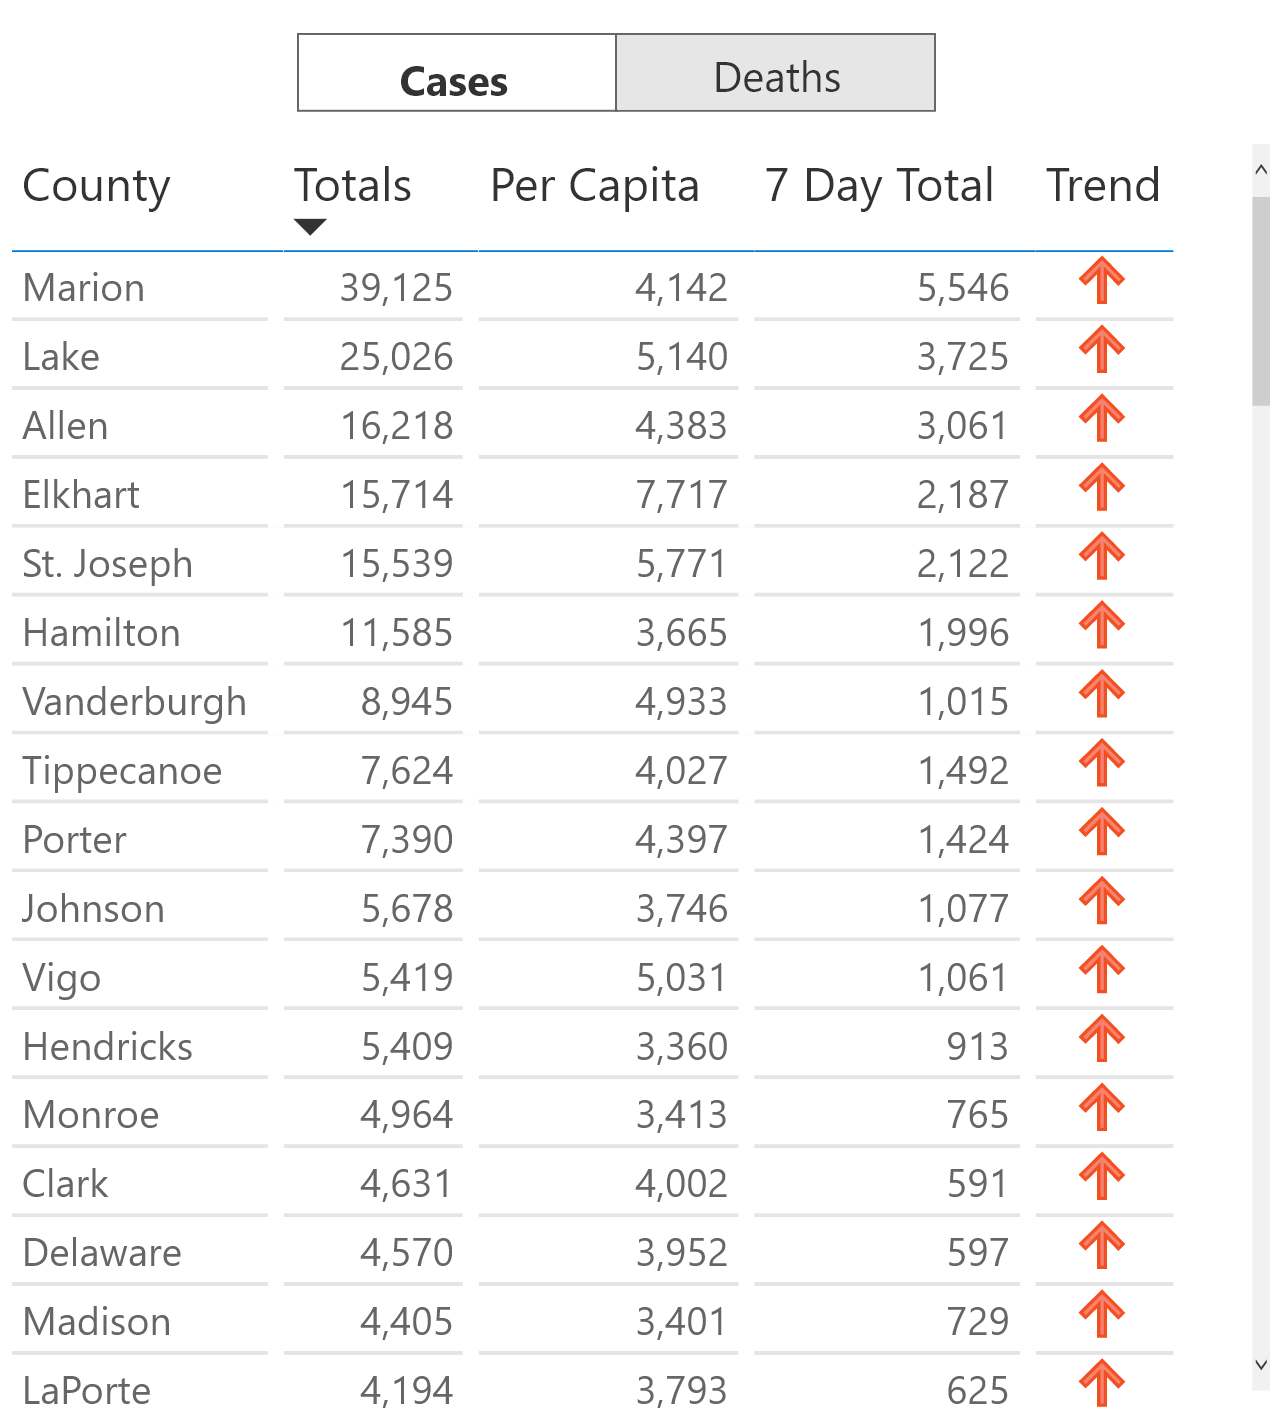 Cases Deaths
County Totals Per Capita 7 Day Total Trend
Marion 39,125 4,142 5,546
Lake 25,026 5,140 3,725
Allen 16,218 4,383 3,061
Elkhart 15,714 7,717 2,187
St. Joseph 15,539 5,771 2,122
Hamilton 11,585 3,665 1,996
Vanderburgh 8,945 4,933 1,015
Tippecanoe 7,624 4,027 1,492
Porter 7,390 4,397 1,424
Johnson 5,678 3,746 1,077
Vigo 5,419 5,031 1,061
Hendricks 5,409 3,360 913
Monroe 4,964 3,413 765
Clark 4,631 4,002 591
Delaware 4,570 3,952 597
Madison 4,405 3,401 729
LaPorte 4,194 3,793 625